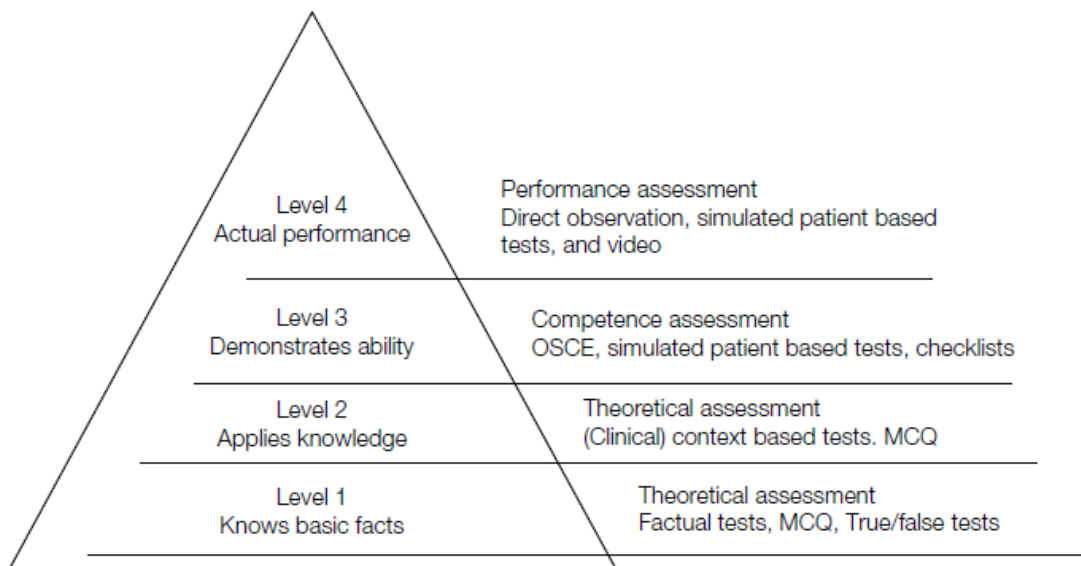 Level 4
Actual performance
Performance assessment
Direct observation, simulated patient based
tests, and video
Level 3
Demonstrates ability
Competence assessment
OSCE, simulated patient based tests, checklists
Level 2
Applies knowledge
Theoretical assessment
(Clinical) context based tests. MCQ
Level 1
Knows basic facts
Theoretical assessment
Factual tests, MCQ, True/false tests